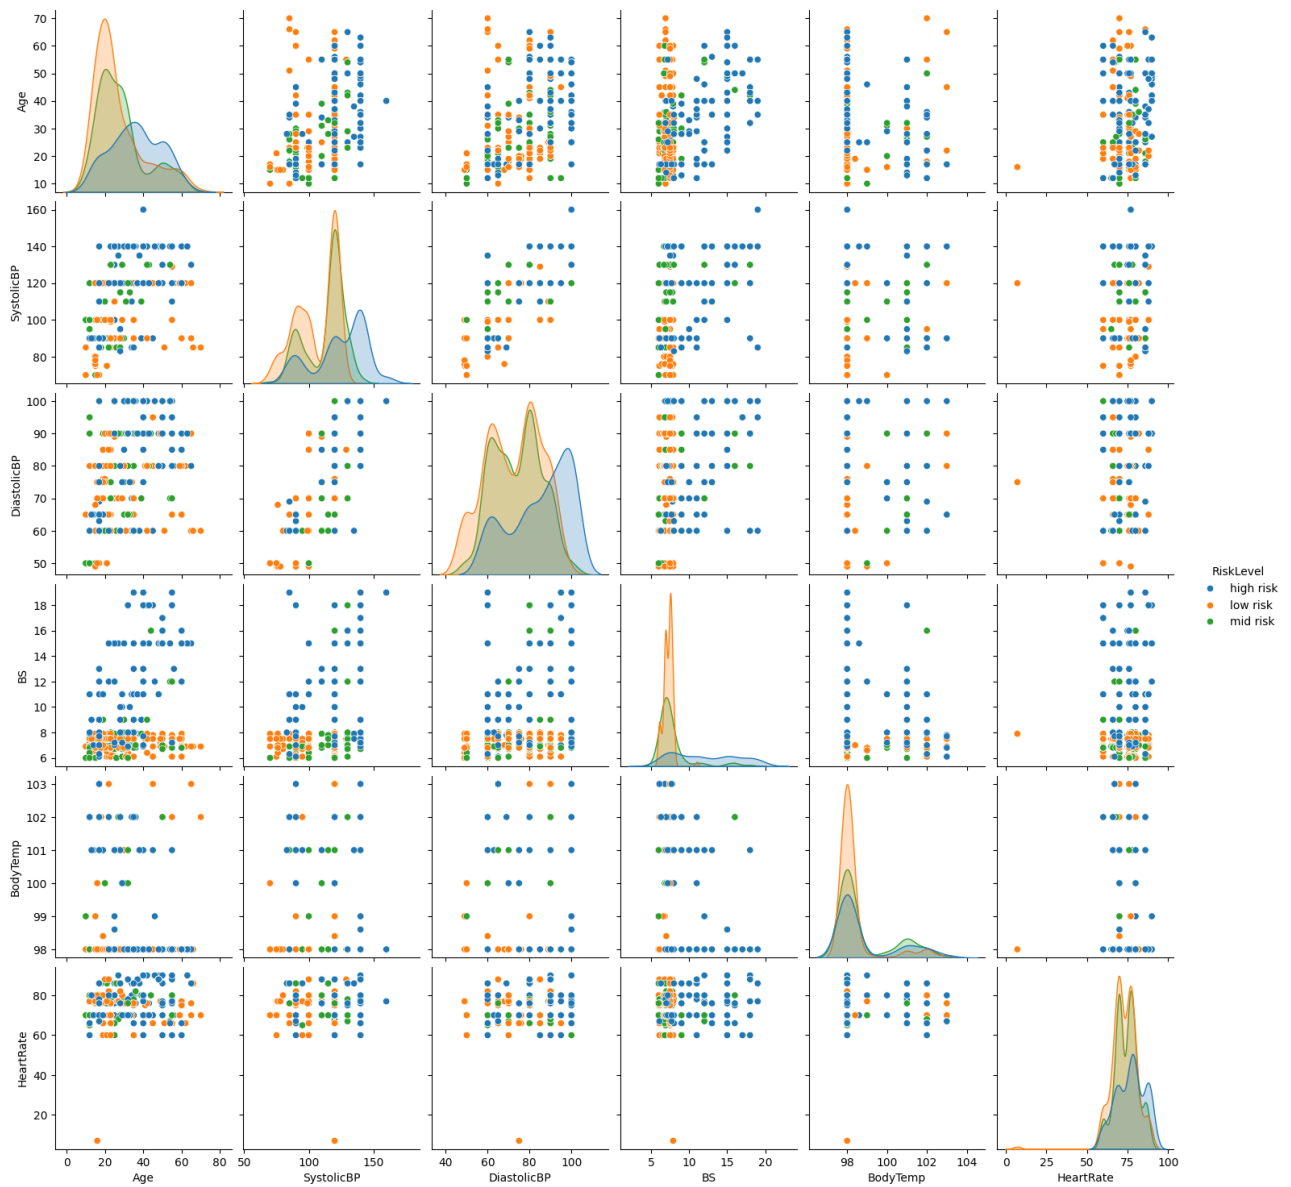 70
60
50
40
30
20
10
Age
160
140
120
100
80
SystolicBP
100
90
80
70
60
50
DiastolicBP
RiskLevel
high risk
low risk
mid risk
18
16
14
12
10
8
6
BS
103
102
101
100
99
98
BodyTemp
80
60
40
20
HeartRate
0 20 40 60 80
50 100 150
40 60 80 100
5 10 15 20
98 100 102 104
0 25 50 75 100
Age
SystolicBP
DiastolicBP
BS
BodyTemp
HeartRate